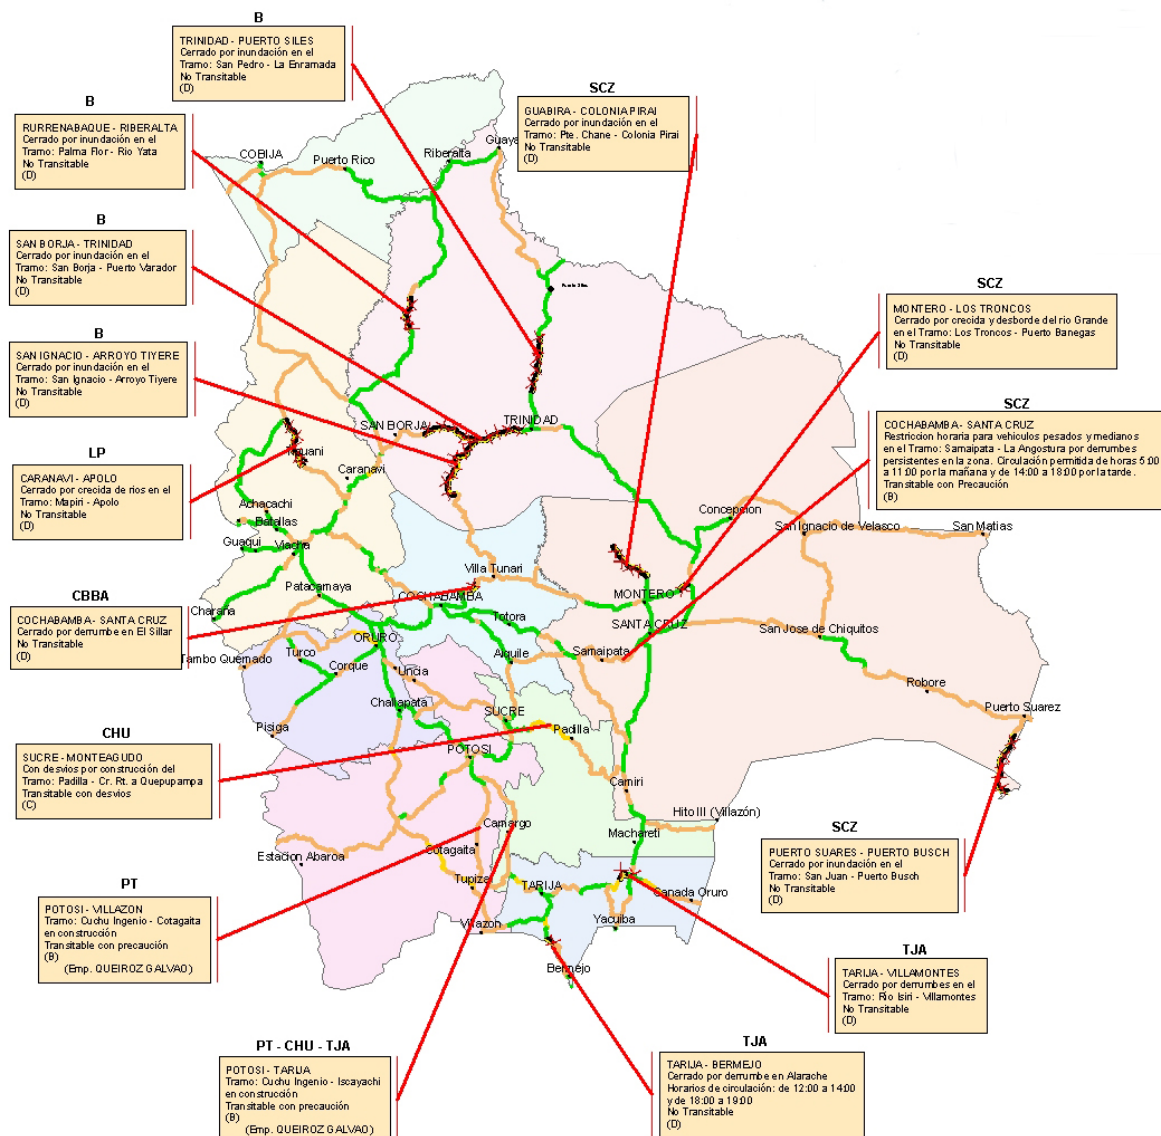 B
TRINIDAD - PUERTO SILES
Cerrado por inundación en el
Tramo: San Pedro - La Enramada
No Transitable
(D)
SCZ
GUABIRA - COLONIA PIRAI
Cerrado por inundación en el
Tramo: Pte. Chane - Colonia Pirai
No Transitable
(D)
B
RURRENABAQUE - RIBERALTA
Cerrado por inundación en el
Tramo: Palma Flor - Rio Yata
No Transitable
(D)
B
SAN BORJA - TRINIDAD
Cerrado por inundación en el
Tramo: San Borja - Puerto Varador
No Transitable
(D)
B
SAN IGNACIO - ARROYO TIYERE
Cerrado por inundación en el
Tramo: San Ignacio - Arroyo Tiyere
No Transitable
(D)
LP
CARANAVI - APOLO
Cerrado por crecida de rios en el
Tramo: Mapiri - Apolo
No Transitable
(D)
CBBA
COCHABAMBA - SANTA CRUZ
Cerrado por derrumbe en El Sillar
No Transitable
(D)
CHU
SUCRE - MONTEAGUDO
Con desvios por construcción del
Tramo: Padilla - Cr. Rt. a Quepupampa
Transitable con desvios
(C)
PT
POTOSI - VILLAZON
Tramo: Cuchu Ingenio - Cotagaita
en construcción
Transitable con precaución
(B)
(Emp. QUEIROZ GALVAO)
PT - CHU - TJA
POTOSI - TARIJA
Tramo: Cuchu Ingenio - Iscayachi
en construcción
Transitable con precaución
(B)
(Emp. QUEIROZ GALVAO)
SCZ
MONTERO - LOS TRONCOS
Cerrado por crecida y desborde del rio Grande
en el Tramo: Los Troncos - Puerto Banegas
No Transitable
(D)
SCZ
COCHABAMBA - SANTA CRUZ
Restriccion horaria para vehiculos pesados y medianos
en el Tramo: Samaipata - La Angostura por derrumbes
persistentes en la zona. Circulación permitida de horas 5:00
a 11:00 por la mañana y de 14:00 a 18:00 por la tarde.
Transitable con Precaución
(B)
SCZ
PUERTO SUARES - PUERTO BUSCH
Cerrado por inundación en el
Tramo: San Juan - Puerto Busch
No Transitable
(D)
TJA
TARIJA - VILLAMONTES
Cerrado por derrumbes en el
Tramo: Río Isiri - Villamontes
No Transitable
(D)
TJA
TARIJA - BERMEJO
Cerrado por derrumbe en Alarache
Horarios de circulación: de 12:00 a 14:00
y de 18:00 a 19:00
No Transitable
(D)
COBIJA
Puerto Rico
Riberalta
Guaya
Puerto Siles
SAN BORJA
TRINIDAD
Caranavi
Achacachi
Batallas
Guaqui
Viacha
Patacamaya
Charaña
Villa Tunari
COCHABAMBA
Concepcion
San Ignacio de Velasco
San Matias
MONTERO
SANTA CRUZ
San Jose de Chiquitos
Robore
Puerto Suarez
Tambo Quemado
Turco
ORURO
Corque
Uncia
Totora
Aiquile
Samaipata
Challapata
Pisiga
SUCRE
Padilla
POTOSI
Camiri
Hito III (Villazón)
Machareti
Camargo
Cotagaita
Estacion Abaroa
Tupiza
TARIJA
Canada Oruro
Villazon
Yacuiba
Bermejo